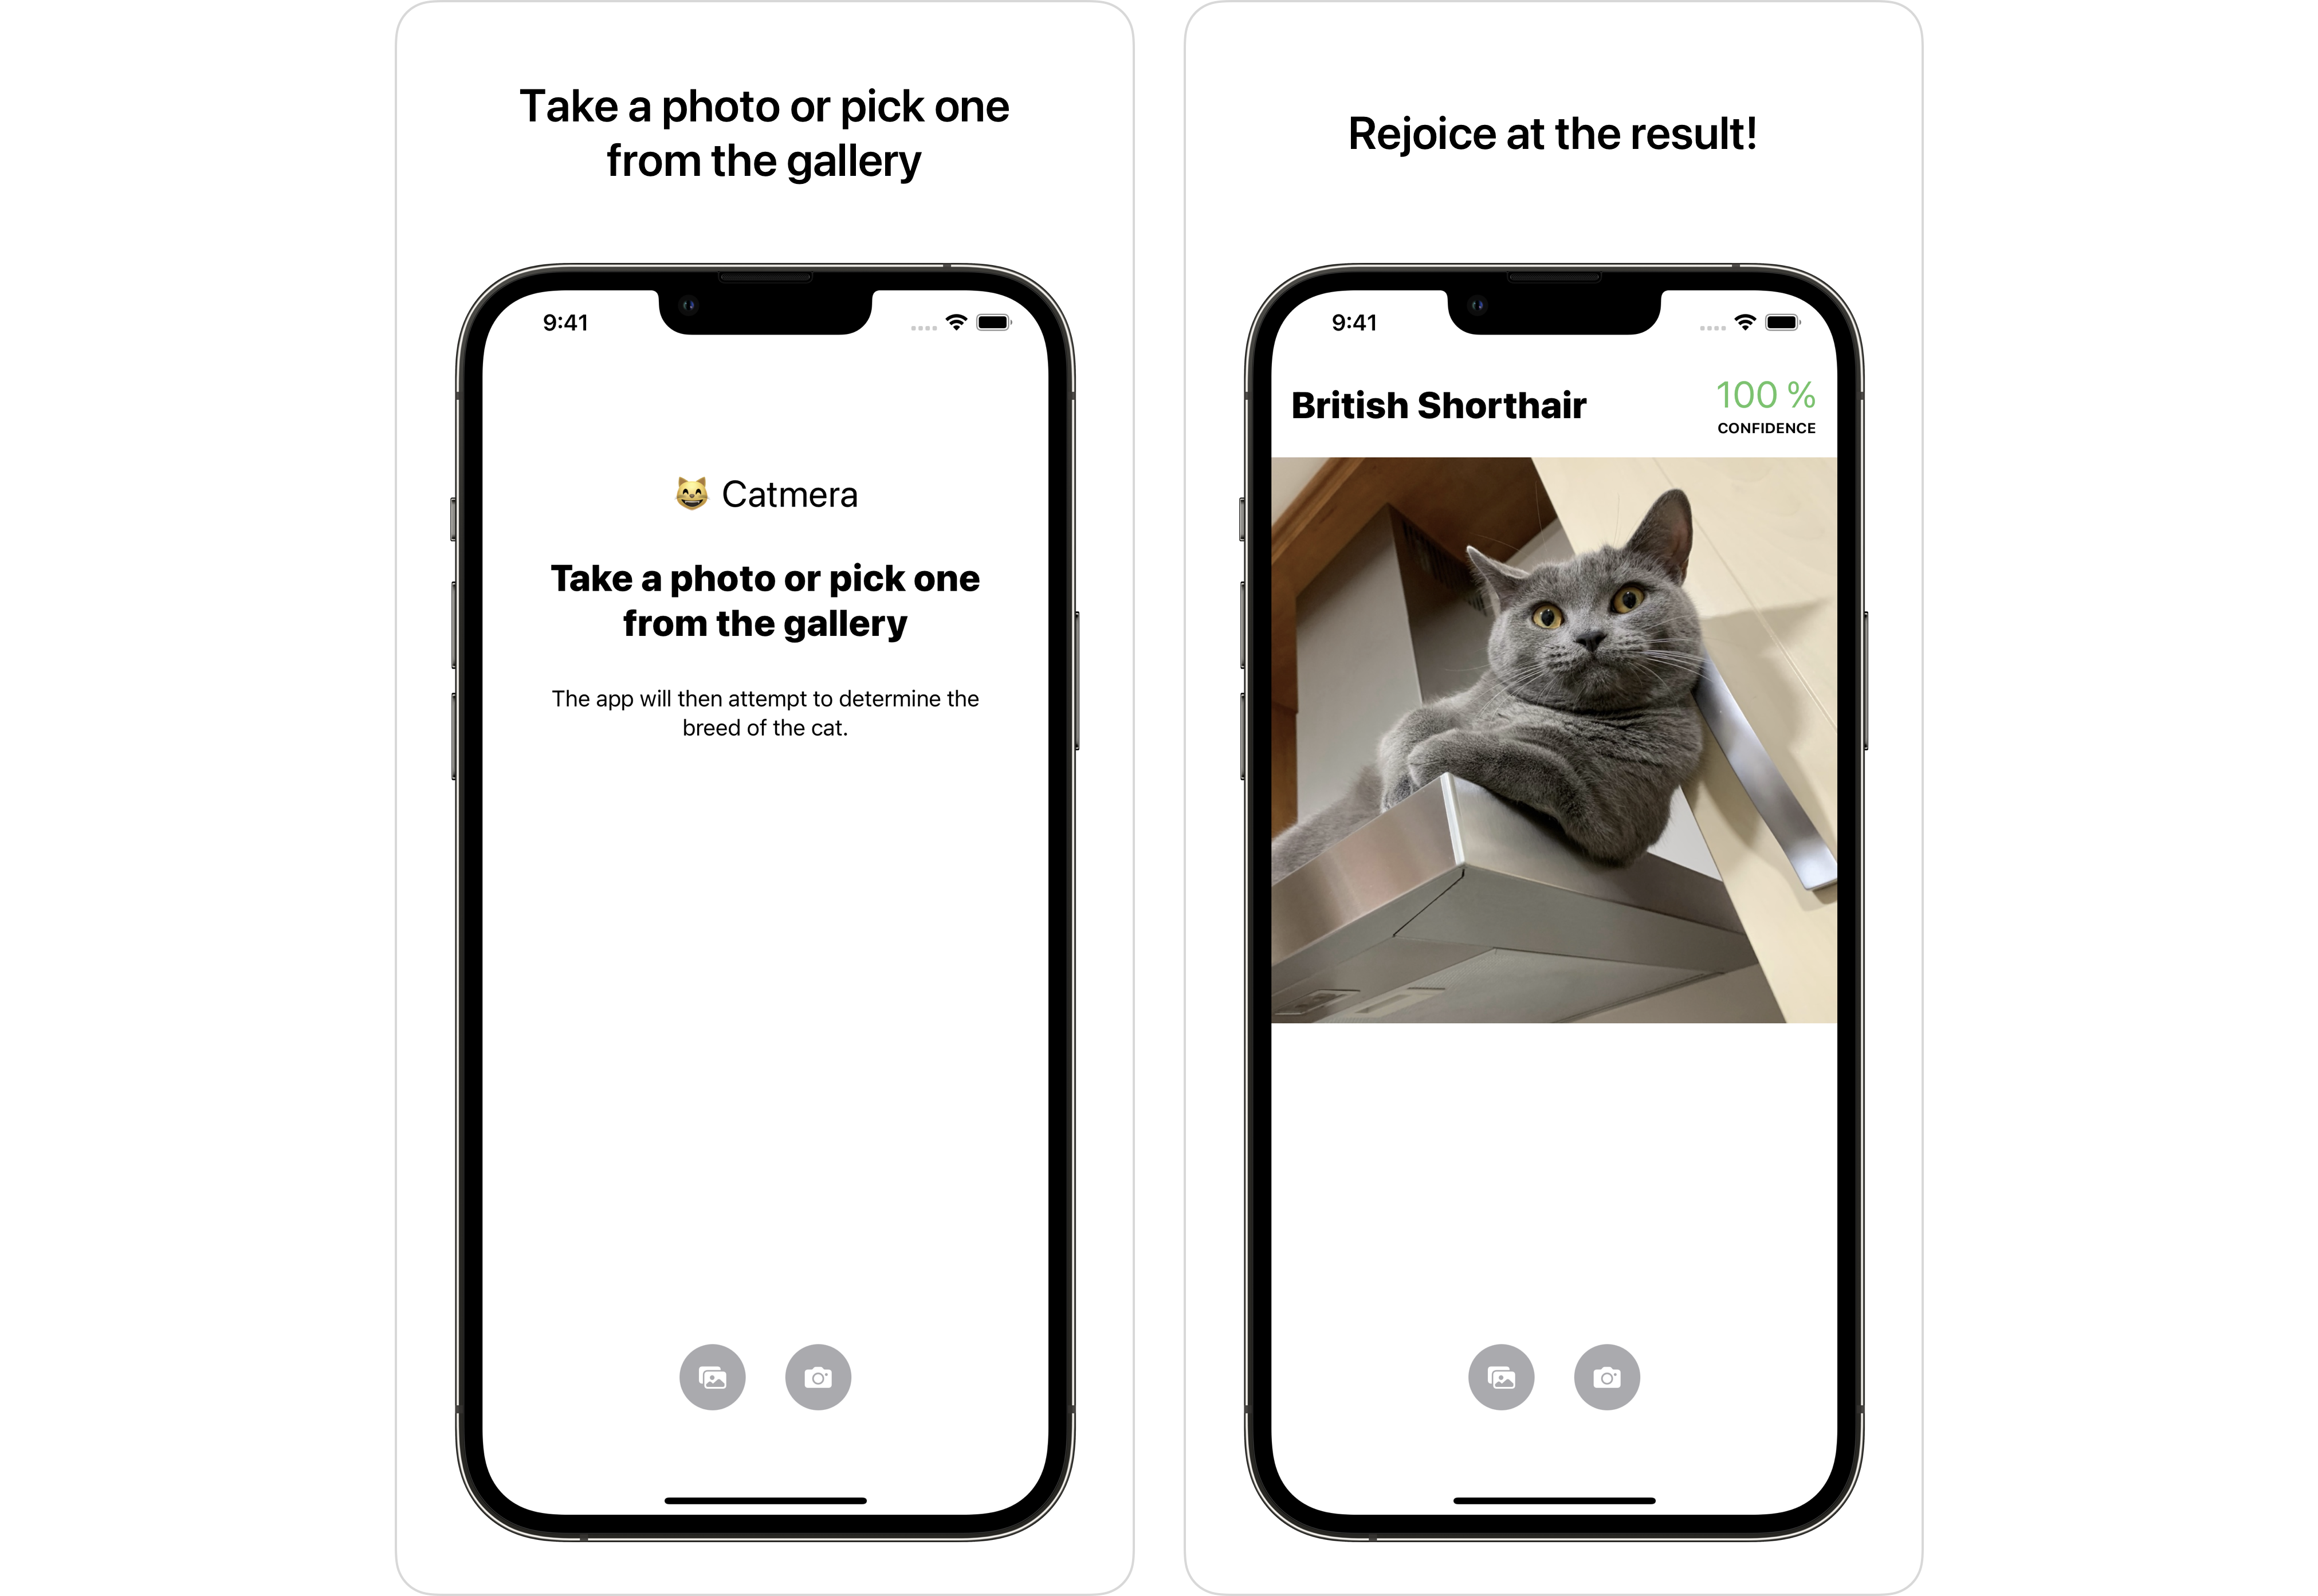 Take a photo or pick one
from the gallery
9:41
😸 Catmera
Take a photo or pick one
from the gallery
The app will then attempt to determine the
breed of the cat.
Rejoice at the result!
9:41
British Shorthair
100 %
CONFIDENCE